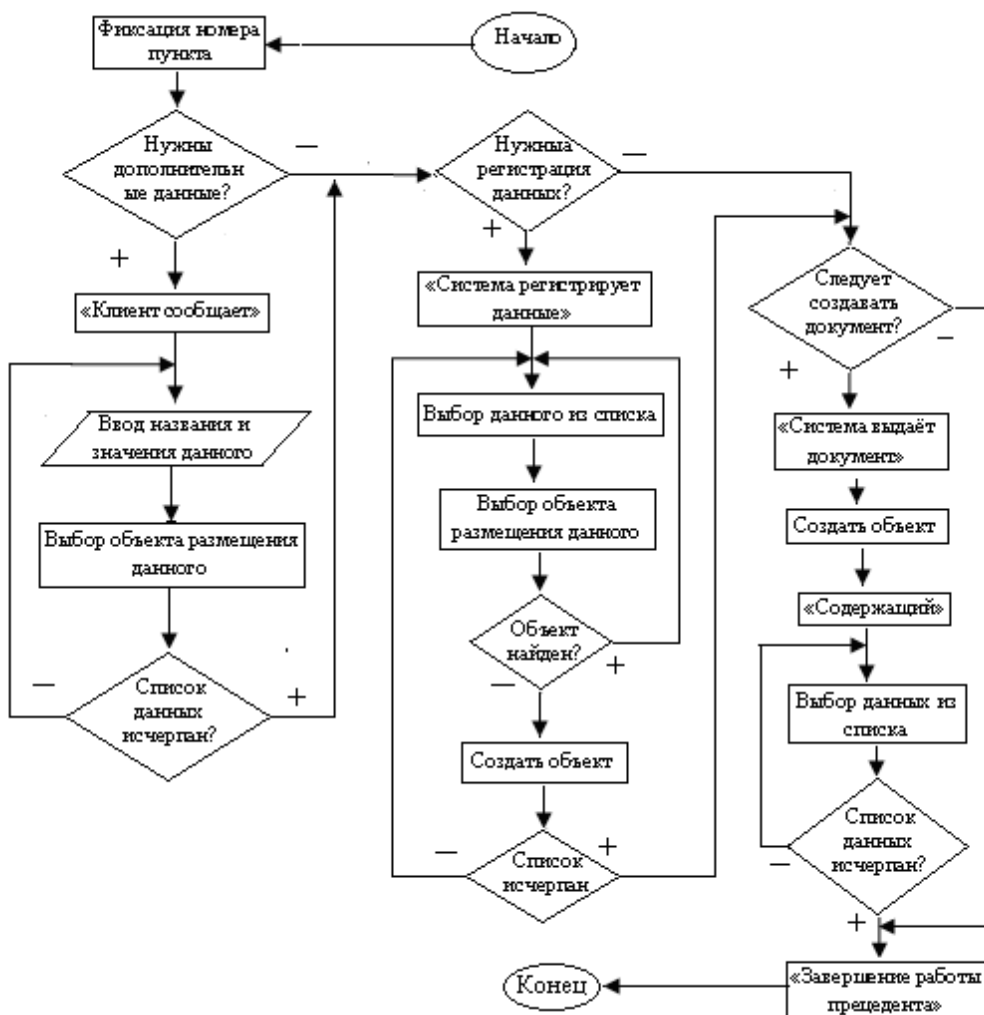 Начало
Фиксация номера
пункта
Нужны
дополнительн
ые данные?
—
+
«Клиент сообщает»
Ввод названия и
значения данного
Выбор объекта размещения
данного
Список
данных
исчерпан?
—
+
Нужныа
регистрация
данных?
—
+
«Система регистрирует
данные»
Выбор данного из списка
Выбор объекта
размещения данного
Объект
найден?
+
—
Создать объект
Список
исчерпан
—
+
Следует
создавать
документ?
—
+
«Система выдаёт
документ»
Создать объект
«Содержащий»
Выбор данных из
списка
Список
данных
исчерпан?
—
+
«Завершение работы
прецедента»
Конец